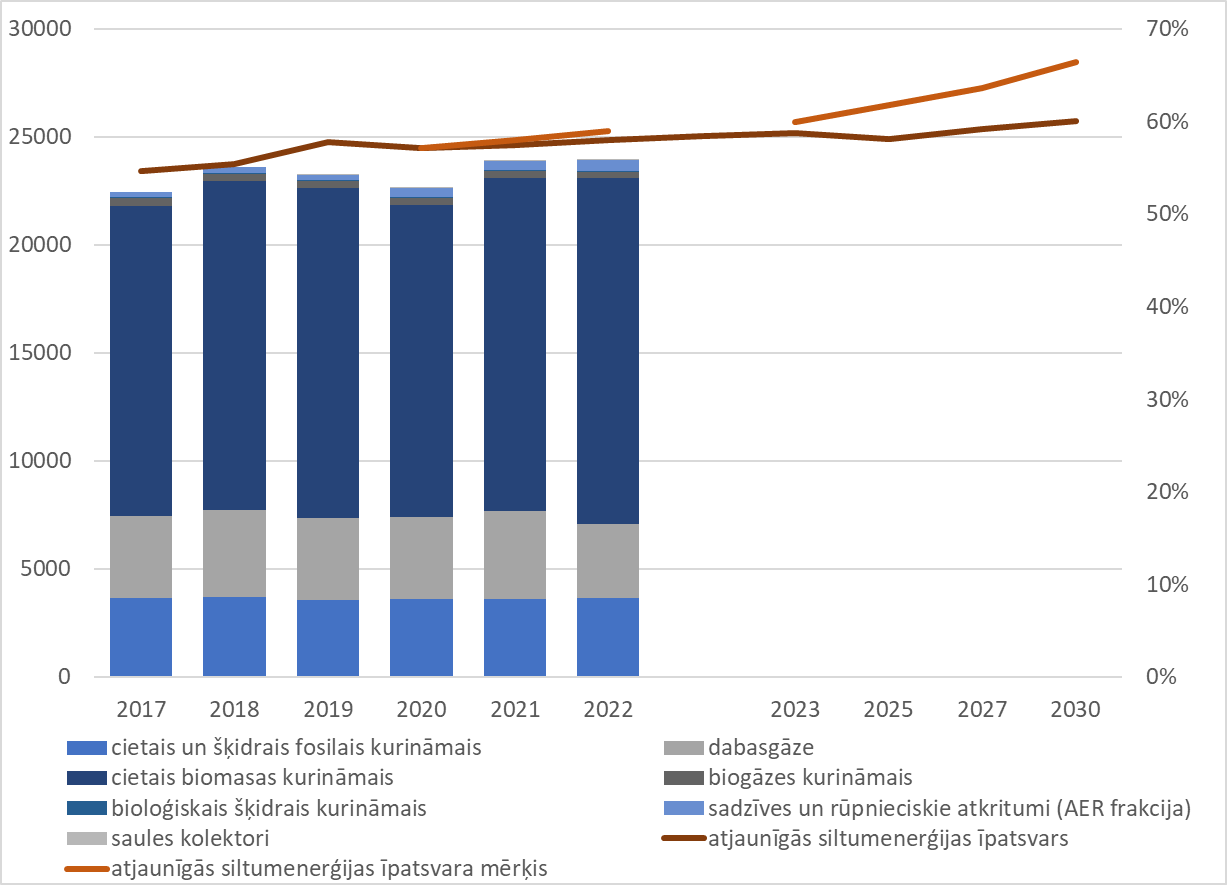 30000
25000
20000
15000
10000
5000
0
70%
60%
50%
40%
30%
20%
10%
0%
2017 2018 2019 2020 2021 2022 2023 2025 2027 2030
cietais un šķidrais fosilais kurināmais
dabasgāze
cietais biomasas kurināmais
biogāzes kurināmais
bioloģiskais šķidrais kurināmais
sadzīves un rūpnieciskie atkritumi (AER frakcija)
saules kolektori
atjaunīgās siltumenerģijas īpatsvars
atjaunīgās siltumenerģijas īpatsvara mērķis